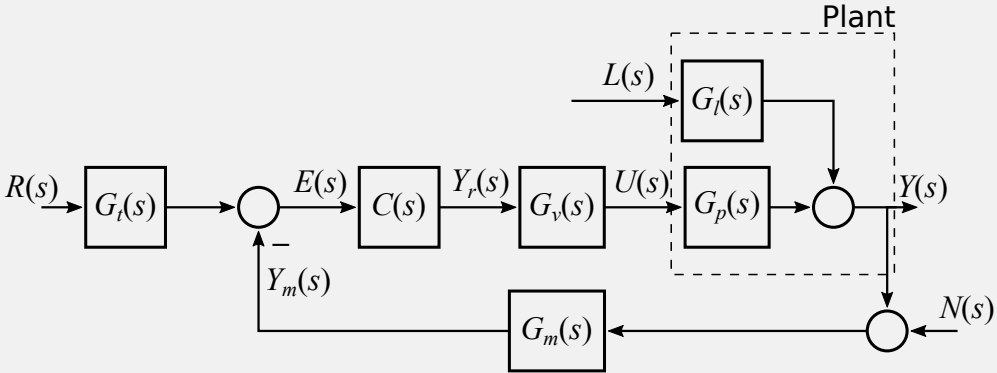 Plant
L(s)
G_l(s)
R(s)
G_t(s)
E(s)
C(s)
Y_r(s)
G_v(s)
U(s)
G_p(s)
Y(s)
−
Y_m(s)
G_m(s)
N(s)